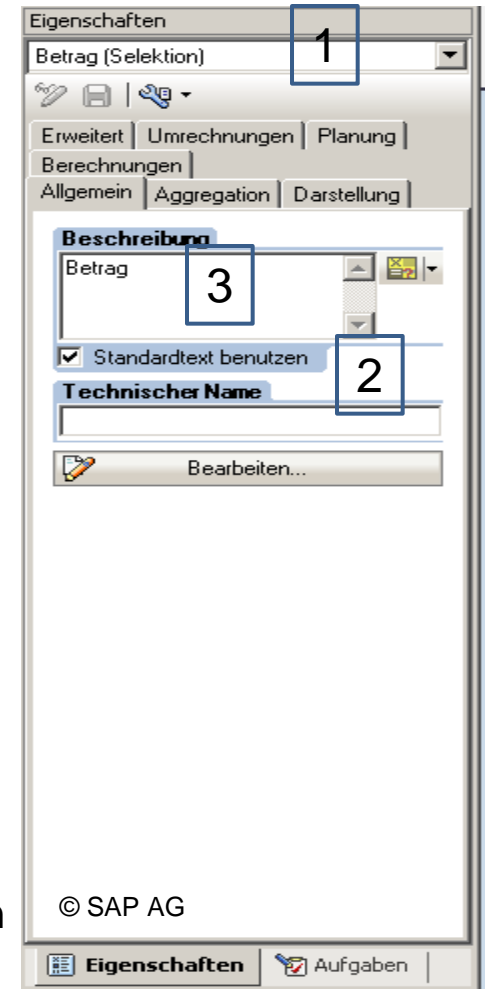 Eigenschaften
1
Betrag (Selektion)
Erweitert Umrechnungen Planung
Berechnungen
Allgemein Aggregation Darstellung
Beschreibung
Betrag
3
Standardtext benutzen
2
Technischer Name
Bearbeiten...
© SAP AG
Eigenschaften Aufgaben